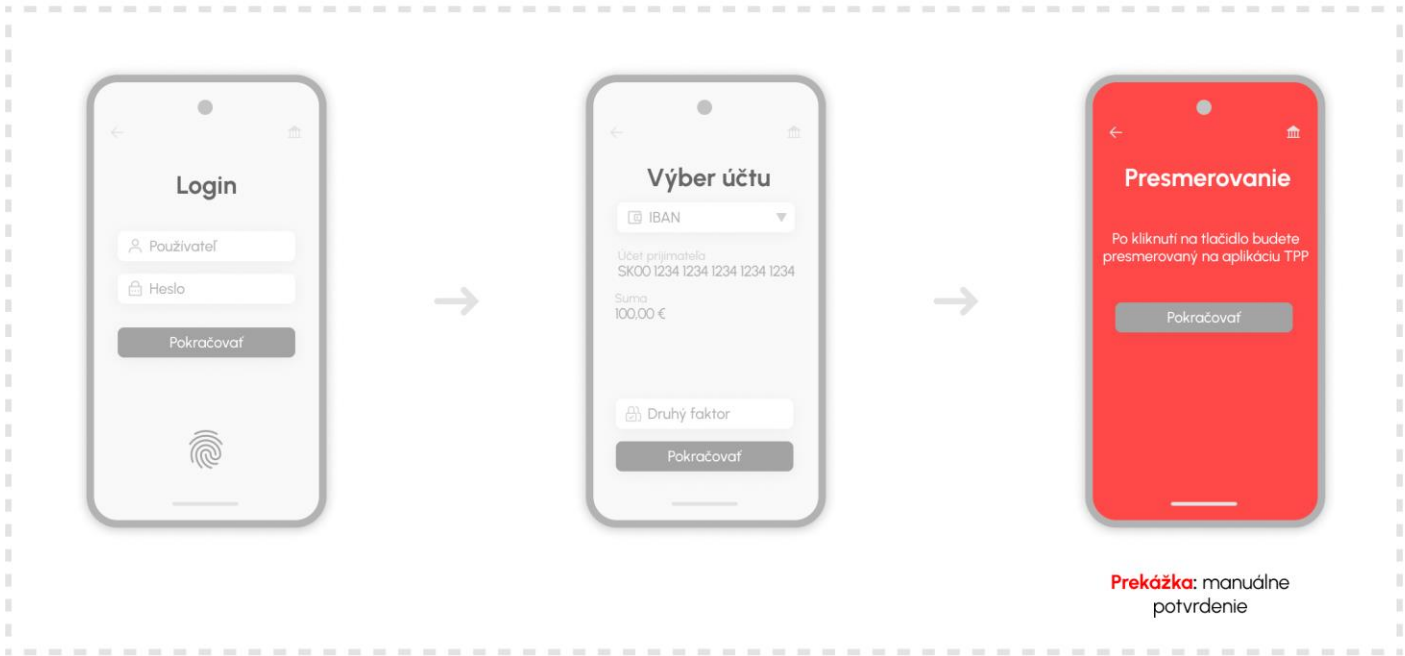 Login
Používateľ
Heslo
Pokračovať
Výber účtu
IBAN
Účet prijímateľa
SK00 1234 1234 1234 1234 1234
Suma
100,00 €
Druhý faktor
Pokračovať
Presmerovanie
Po kliknutí na tlačidlo budete
presmerovaný na aplikáciu TPP
Pokračovať
Prekážka: manuálne
potvrdenie